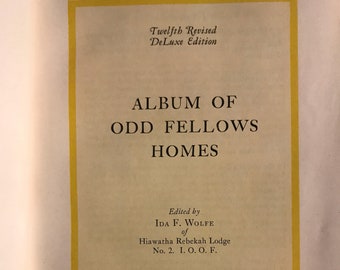 Twelfth Revised
DeLuxe Edition
ALBUM OF
ODD FELLOWS
HOMES
Edited by
IDA F. WOLFE
of
Hiawatha Rebekah Lodge
No. 2. I. O. O. F.